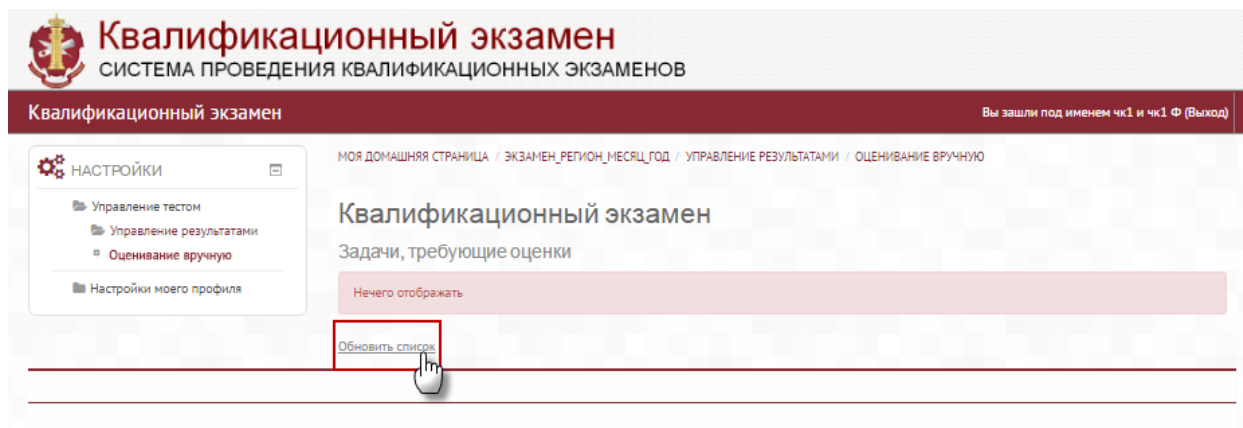 Квалификационный экзамен
СИСТЕМА ПРОВЕДЕНИЯ КВАЛИФИКАЦИОННЫХ ЭКЗАМЕНОВ
Квалификационный экзамен
Вы зашли под именем чк1 и чк1 Ф (Выход)
НАСТРОЙКИ
Управление тестом
Управление результатами
Оценивание вручную
Настройки моего профиля
МОЯ ДОМАШНЯЯ СТРАНИЦА / ЭКЗАМЕН_РЕГИОН_МЕСЯЦ_ГОД / УПРАВЛЕНИЕ РЕЗУЛЬТАТАМИ / ОЦЕНИВАНИЕ ВРУЧНУЮ
Квалификационный экзамен
Задачи, требующие оценки
Нечего отображать
Обновить список